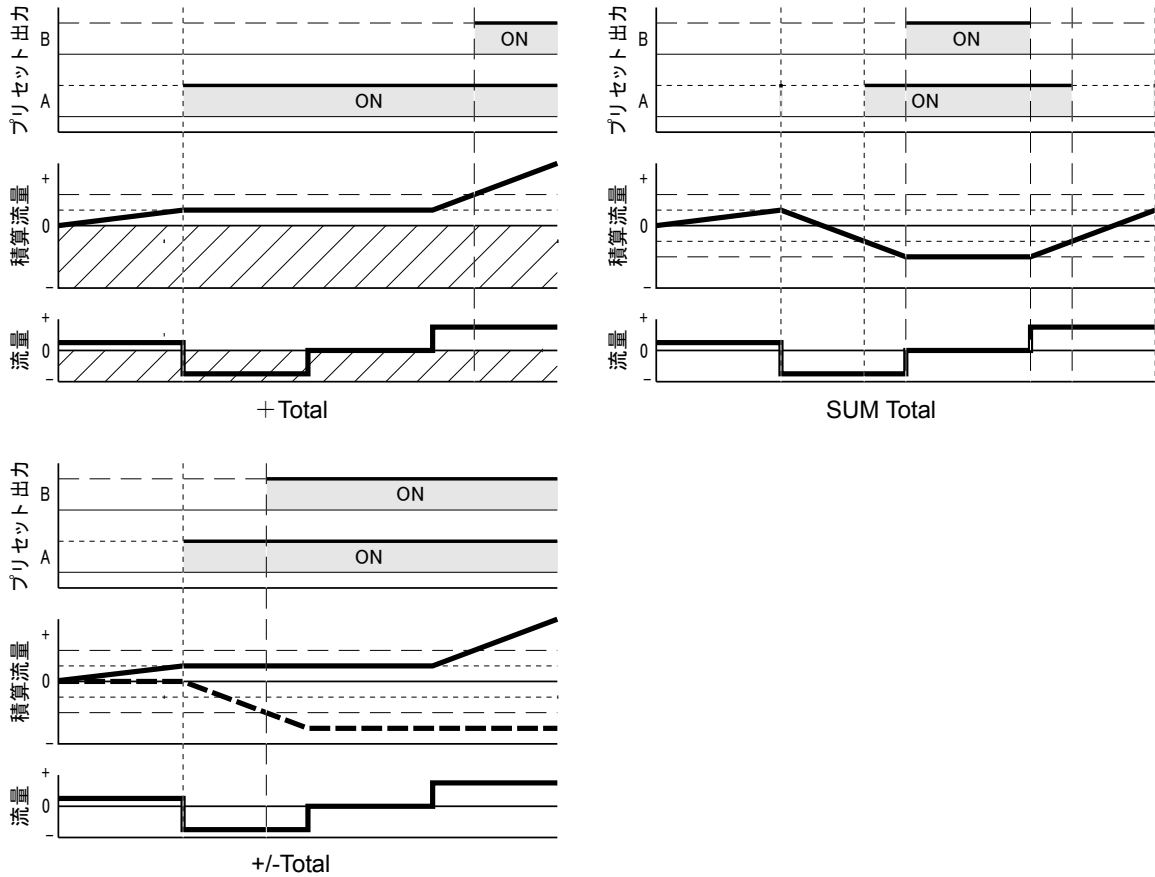 プリセット出力
B
ON
A
ON
積算流量
+
0
−
流量
+
0
−
＋Total
プリセット出力
B
ON
A
ON
積算流量
+
0
−
流量
+
0
−
SUM Total
プリセット出力
B
ON
A
ON
積算流量
+
0
−
流量
+
0
−
+/-Total